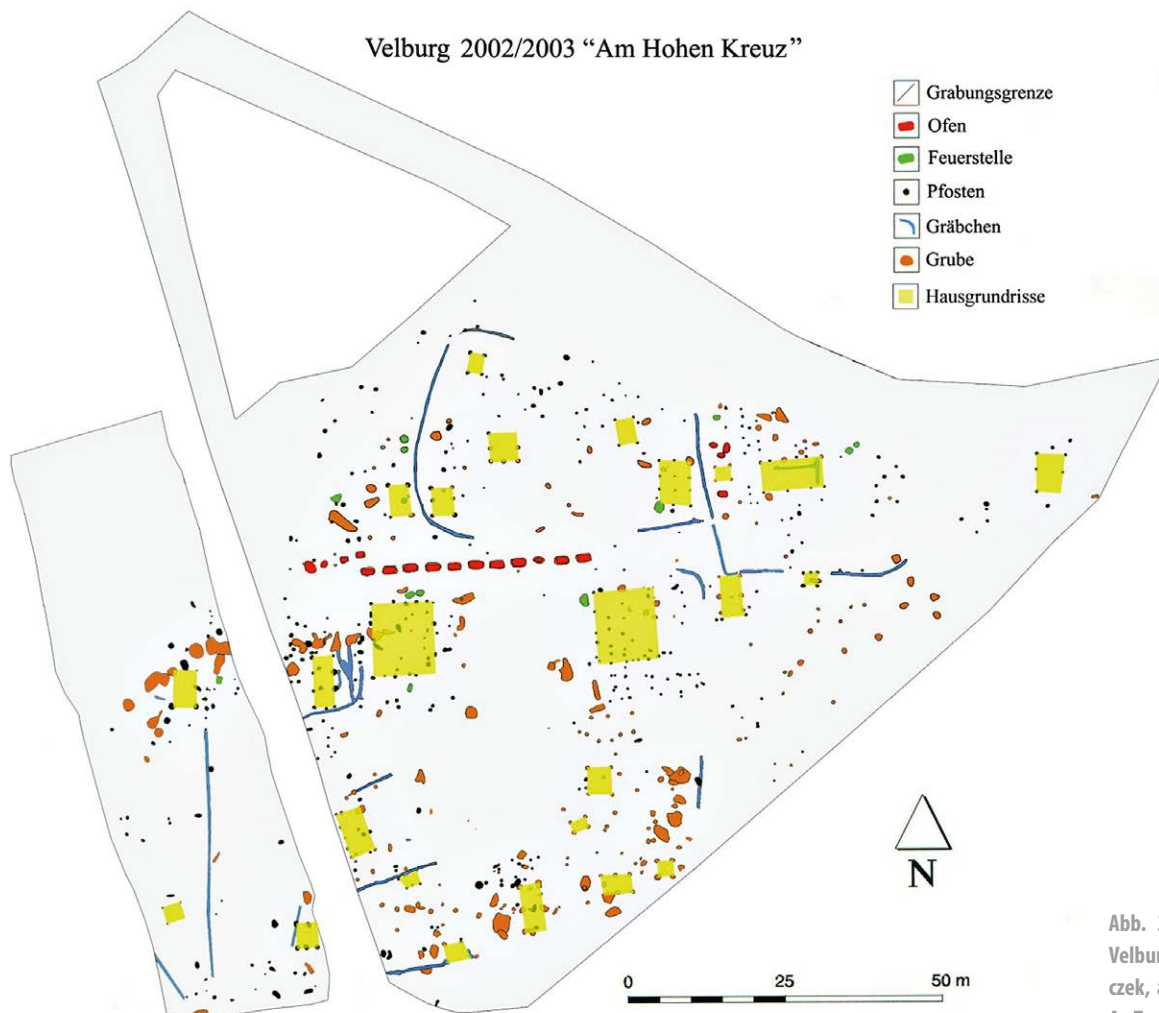 Velburg 2002/2003 “Am Hohen Kreuz”
Grabungsgrenze
Ofen
Feuerstelle
Pfosten
Gräbchen
Grube
Hausgrundrisse
N
0 25 50 m
Abb.
Velbur
czek, a